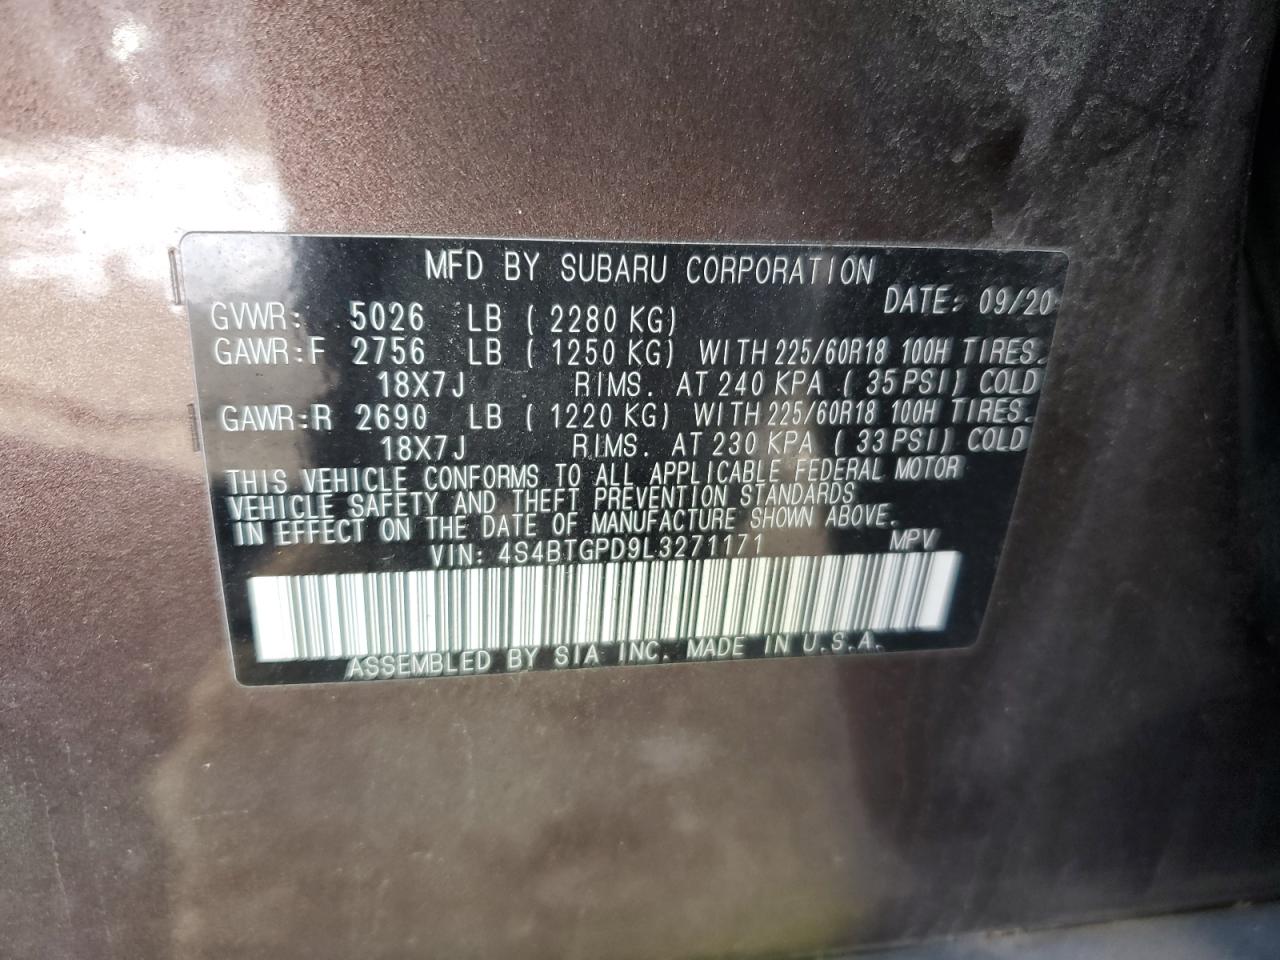 MFD BY SUBARU CORPORATION
DATE: 09/20
GVWR: 5026 LB ( 2280 KG)
GAWR:F 2756 LB ( 1250 KG) WITH 225/60R18 100H TIRES.
18X7J RIMS. AT 240 KPA ( 35 PSI) COLD
GAWR:R 2690 LB ( 1220 KG) WITH 225/60R18 100H TIRES.
18X7J RIMS. AT 230 KPA ( 33 PSI) COLD
THIS VEHICLE CONFORMS TO ALL APPLICABLE FEDERAL MOTOR
VEHICLE SAFETY AND THEFT PREVENTION STANDARDS
IN EFFECT ON THE DATE OF MANUFACTURE SHOWN ABOVE.
VIN: 4S4BTGPD9L3271171 MPV
ASSEMBLED BY SIA INC. MADE IN U.S.A.